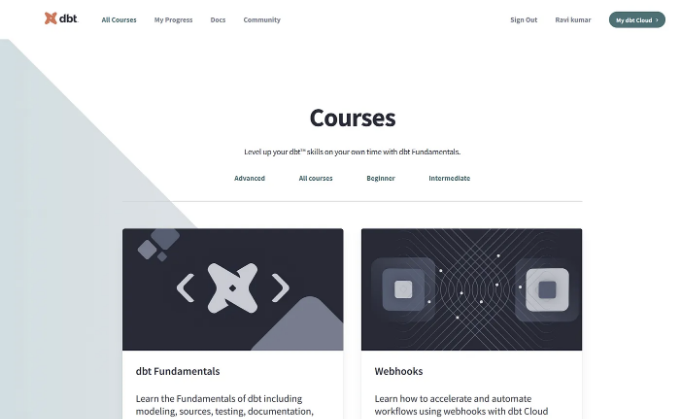 dbt
All Courses
My Progress
Docs
Community
Sign Out
Ravi kumar
My dbt Cloud
Courses
Level up your dbt™ skills on your own time with dbt Fundamentals.
Advanced
All courses
Beginner
Intermediate
dbt Fundamentals
Learn the Fundamentals of dbt including
modeling, sources, testing, documentation,
Webhooks
Learn how to accelerate and automate
workflows using webhooks with dbt Cloud